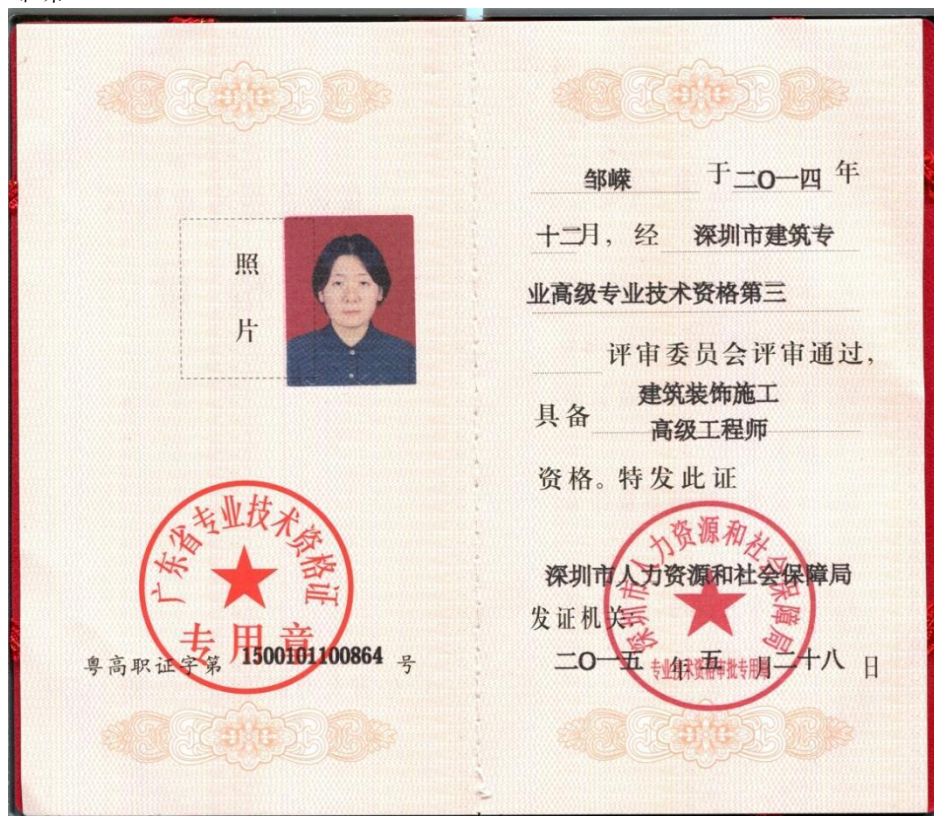 照
片
广东省专业技术资格证
专用章
粤高职证字第 1500101100864 号
邹嵘 于二〇一四年
十二月，经 深圳市建筑专
业高级专业技术资格第三
评审委员会评审通过，
具备 建筑装饰施工
高级工程师
资格。特发此证
深圳市人力资源和社会保障局
发证机关：
深圳市人力资源和社会保障局
专业技术资格审批专用章
二〇一五年五月二十八日